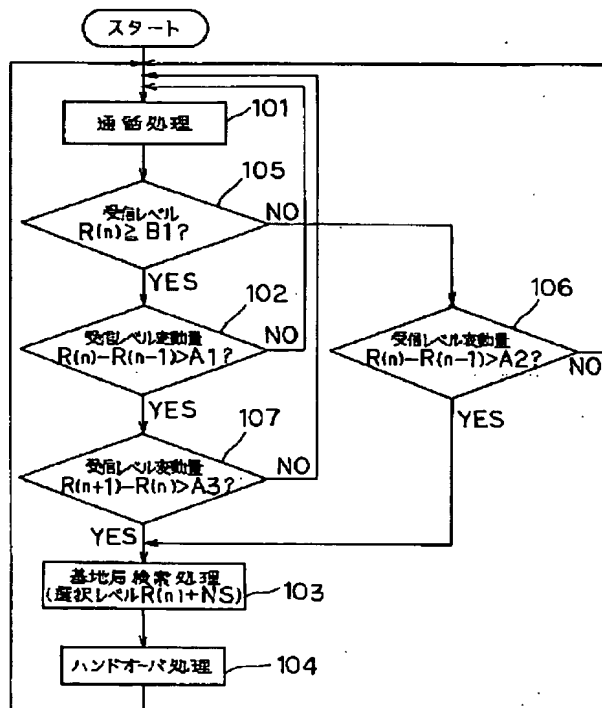 スタート
通話処理
101
105
受信レベル
R(n)≧B1?
NO
YES
102
受信レベル変動量
R(n)-R(n-1)>A1?
NO
YES
106
受信レベル変動量
R(n)-R(n-1)>A2?
NO
YES
107
受信レベル変動量
R(n+1)-R(n)>A3?
NO
YES
基地局検索処理
(選択レベルR(n)+NS)
103
ハンドオーバ処理
104